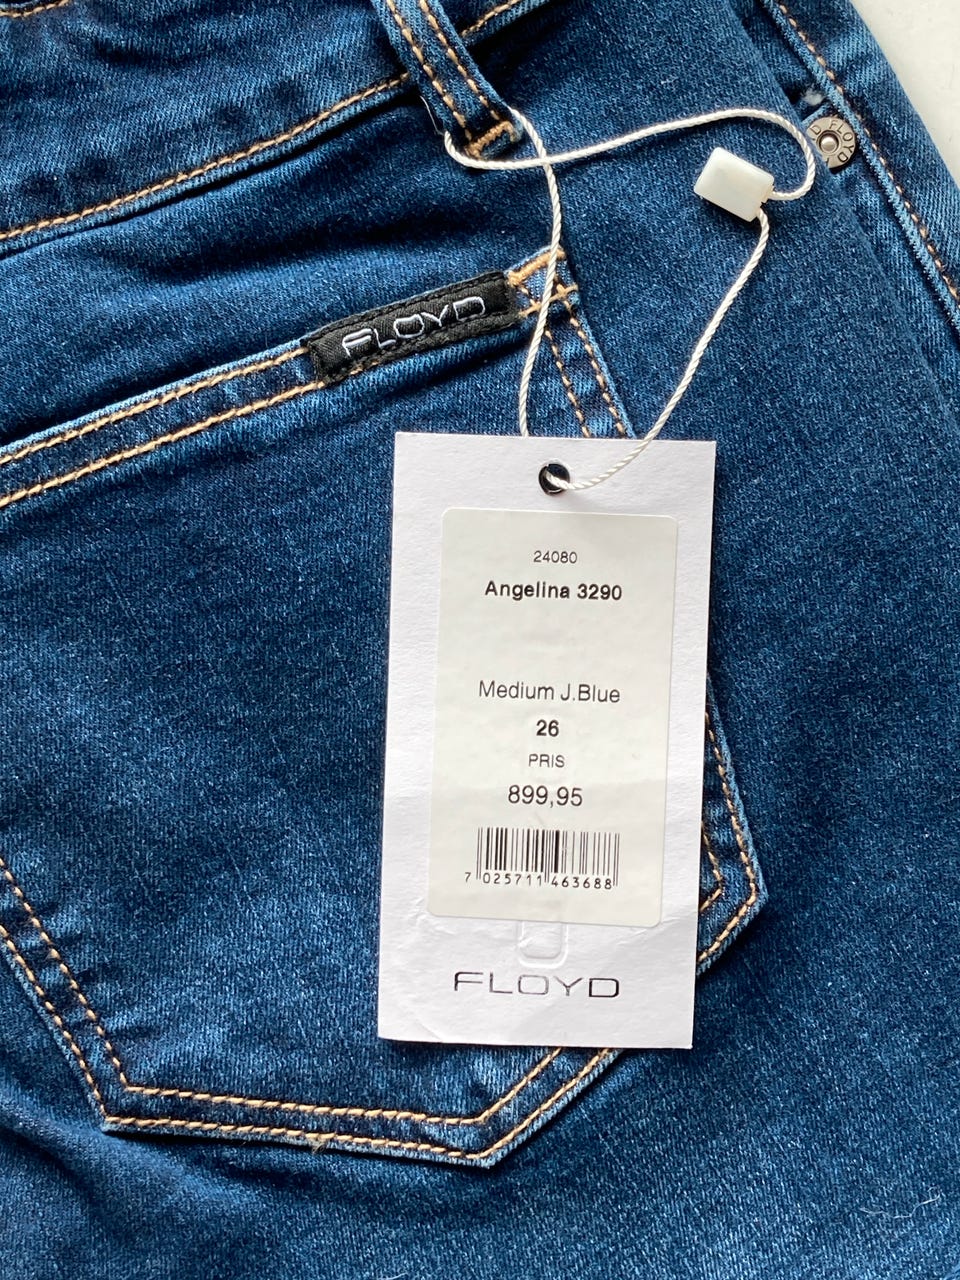 D FLOYD
FLOYD
24080
Angelina 3290
Medium J.Blue
26
PRIS
899,95
7 025711 463688
FLOYD